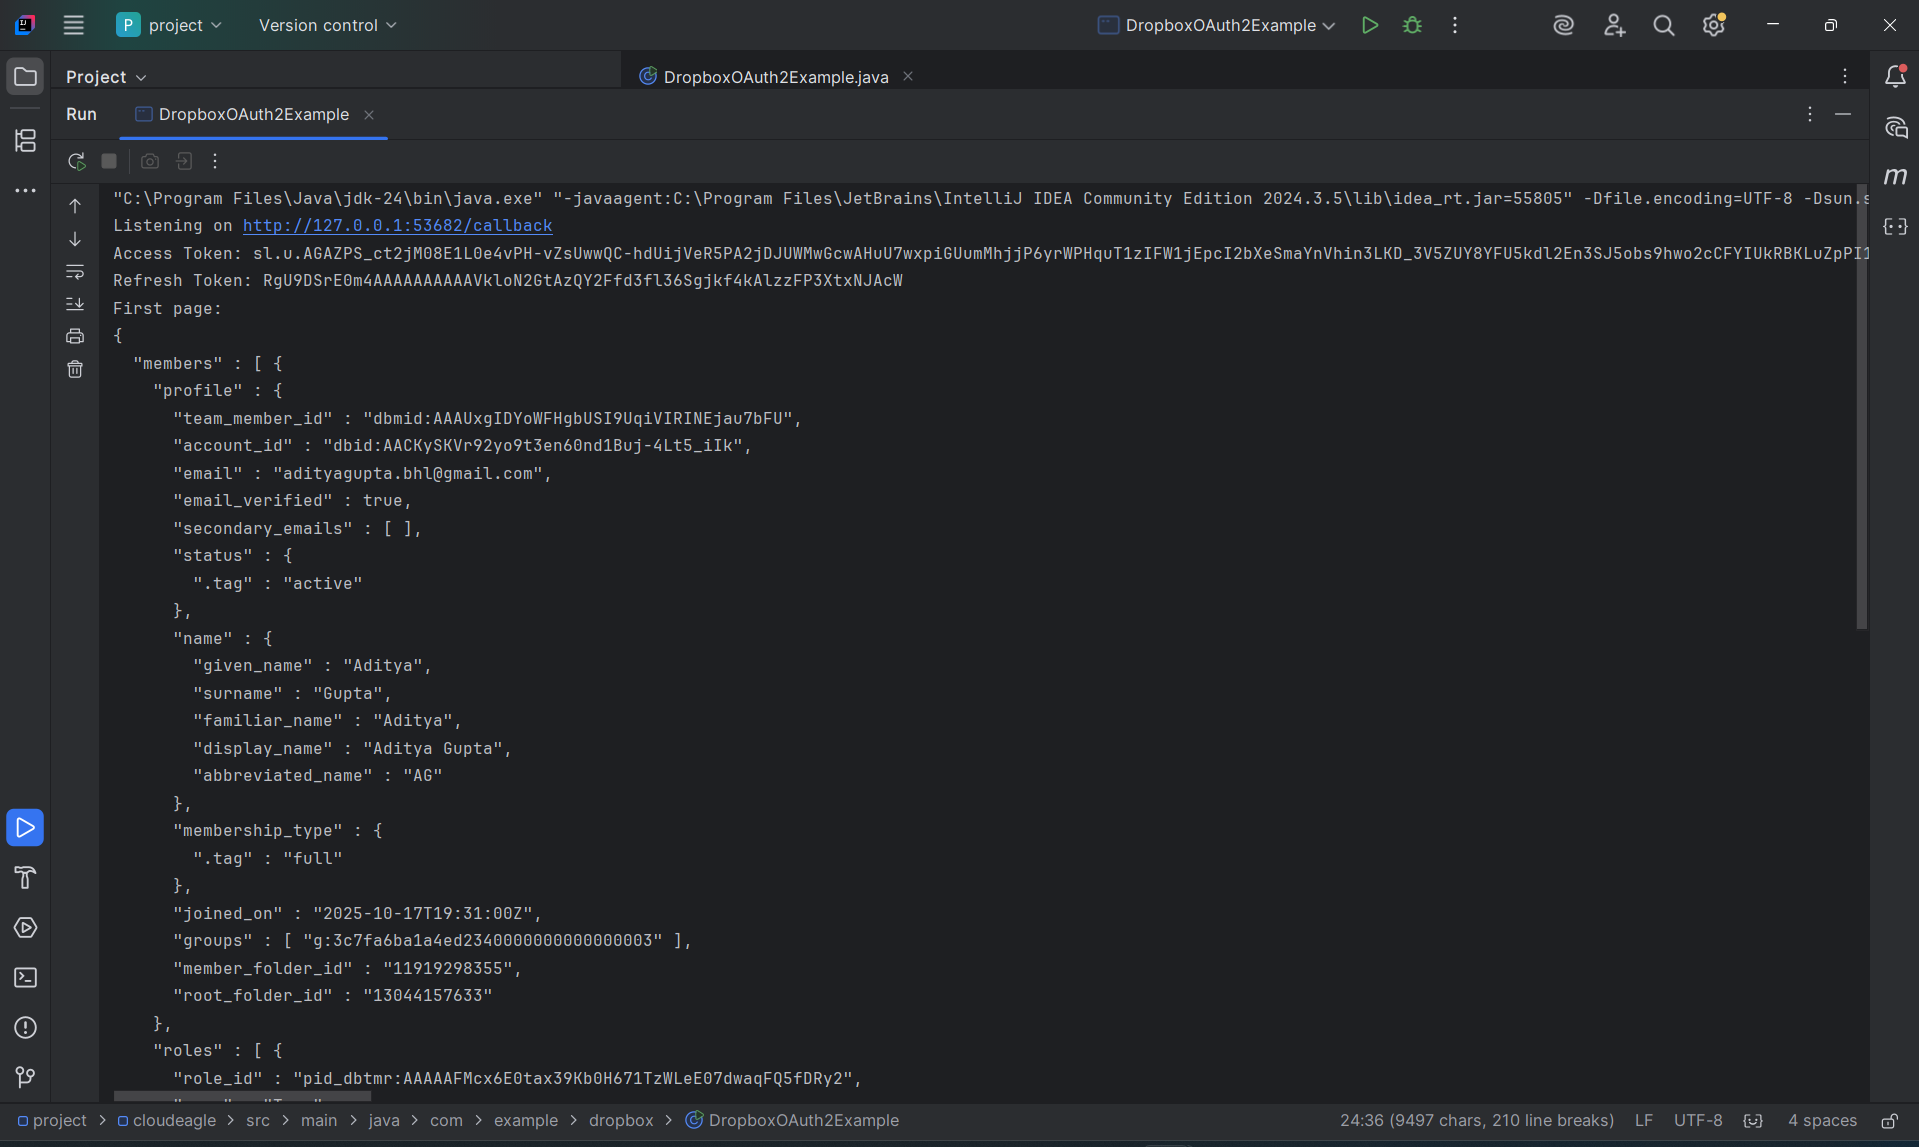 P project Version control DropboxOAuth2Example
Project DropboxOAuth2Example.java
Run DropboxOAuth2Example
"C:\Program Files\Java\jdk-24\bin\java.exe" "-javaagent:C:\Program Files\JetBrains\IntelliJ IDEA Community Edition 2024.3.5\lib\idea_rt.jar=55805" -Dfile.encoding=UTF-8 -Dsun.s
Listening on http://127.0.0.1:53682/callback
Access Token: sl.u.AGAZPS_ct2jM08E1L0e4vPH-vZsUwwQC-hdUijVeR5PA2jDJUWMwGcwAHuU7wxpiGUumMhjjP6yrWPHquT1zIFW1jEpcI2bXeSmaYnVhin3LKD_3V5ZUY8YFU5kdl2En3SJ5obs9hwo2cCFYIUkRBKLuZpPI1
Refresh Token: RgU9DSrE0m4AAAAAAAAAAVkloN2GtAzQY2Ffd3fl36Sgjkf4kAlzzFP3XtxNJAcW
First page:
{
"members" : [ {
"profile" : {
"team_member_id" : "dbmid:AAAUxgIDYoWFHgbUSI9UqiVIRINEjau7bFU",
"account_id" : "dbid:AACKySKVr92yo9t3en60nd1Buj-4Lt5_iIk",
"email" : "adityagupta.bhl@gmail.com",
"email_verified" : true,
"secondary_emails" : [ ],
"status" : {
".tag" : "active"
},
"name" : {
"given_name" : "Aditya",
"surname" : "Gupta",
"familiar_name" : "Aditya",
"display_name" : "Aditya Gupta",
"abbreviated_name" : "AG"
},
"membership_type" : {
".tag" : "full"
},
"joined_on" : "2025-10-17T19:31:00Z",
"groups" : [ "g:3c7fa6ba1a4ed2340000000000000003" ],
"member_folder_id" : "11919298355",
"root_folder_id" : "13044157633"
},
"roles" : [ {
"role_id" : "pid_dbtmr:AAAAAFMcx6E0tax39Kb0H671TzWLeE07dwaqFQ5fDRy2",
project > cloudeagle > src > main > java > com > example > dropbox > DropboxOAuth2Example 24:36 (9497 chars, 210 line breaks) LF UTF-8 4 spaces